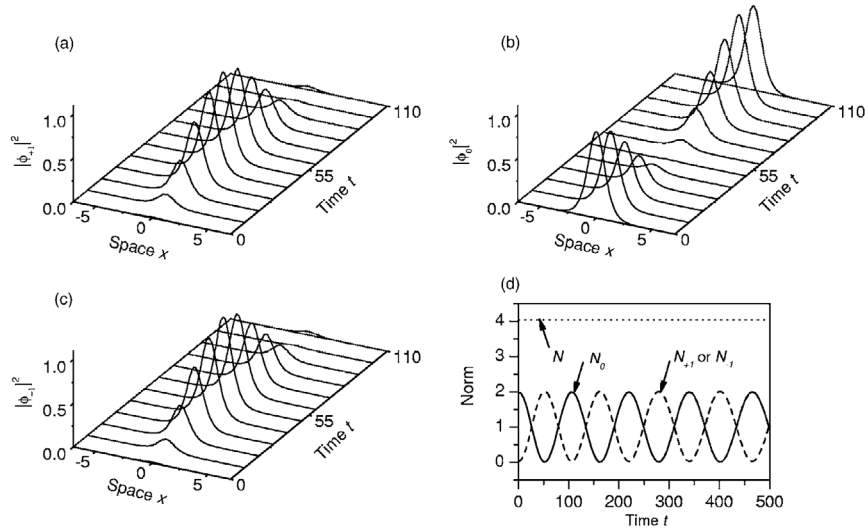 (a)
|ϕ₊₁|²
1.0
0.5
0.0
-5
0
5
Space x
0
55
110
Time t
(b)
|ϕ₀|²
1.0
0.5
0.0
-5
0
5
Space x
0
55
110
Time t
(c)
|ϕ₋₁|²
1.0
0.5
0.0
-5
0
5
Space x
0
55
110
Time t
(d)
Norm
4
3
2
1
0
N
N₀
N₊₁ or N₋₁
0 100 200 300 400 500
Time t